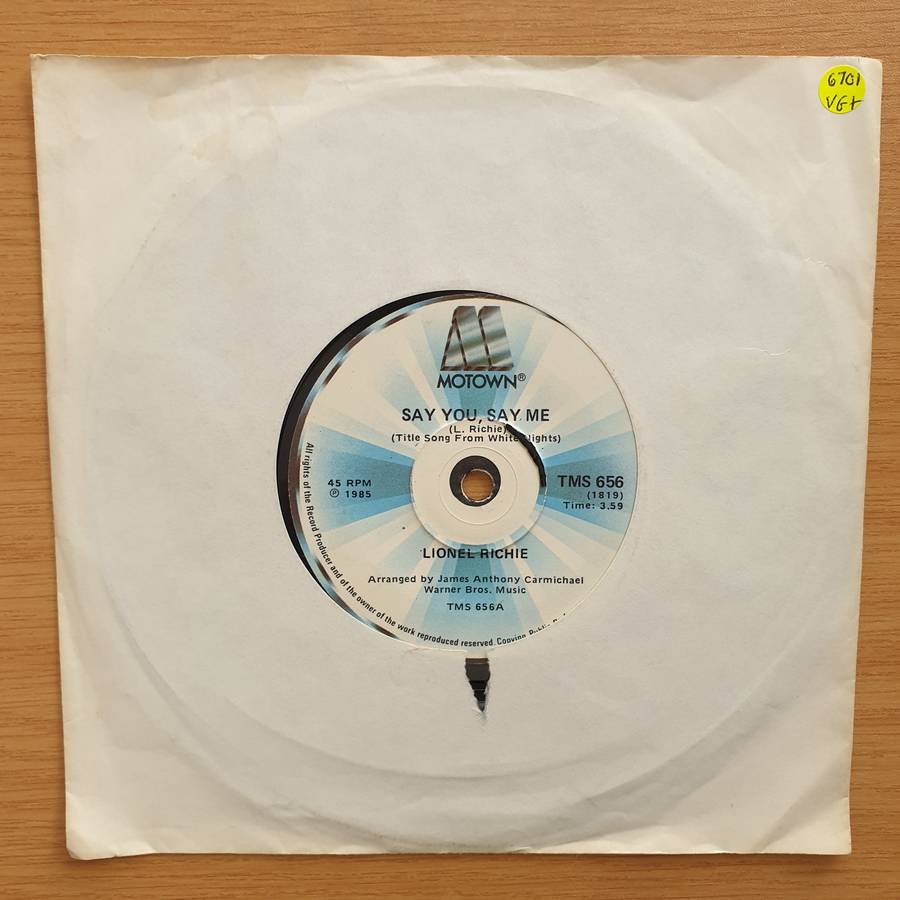 6701
VG+
MOTOWN®
SAY YOU, SAY ME
(L. Richie)
(Title Song From White Nights)
45 RPM
℗ 1985
TMS 656
(1819)
Time: 3.59
LIONEL RICHIE
Arranged by James Anthony Carmichael
Warner Bros. Music
TMS 656A
All rights of the Record Producer and of the owner of the work reproduced reserved. Copying Public